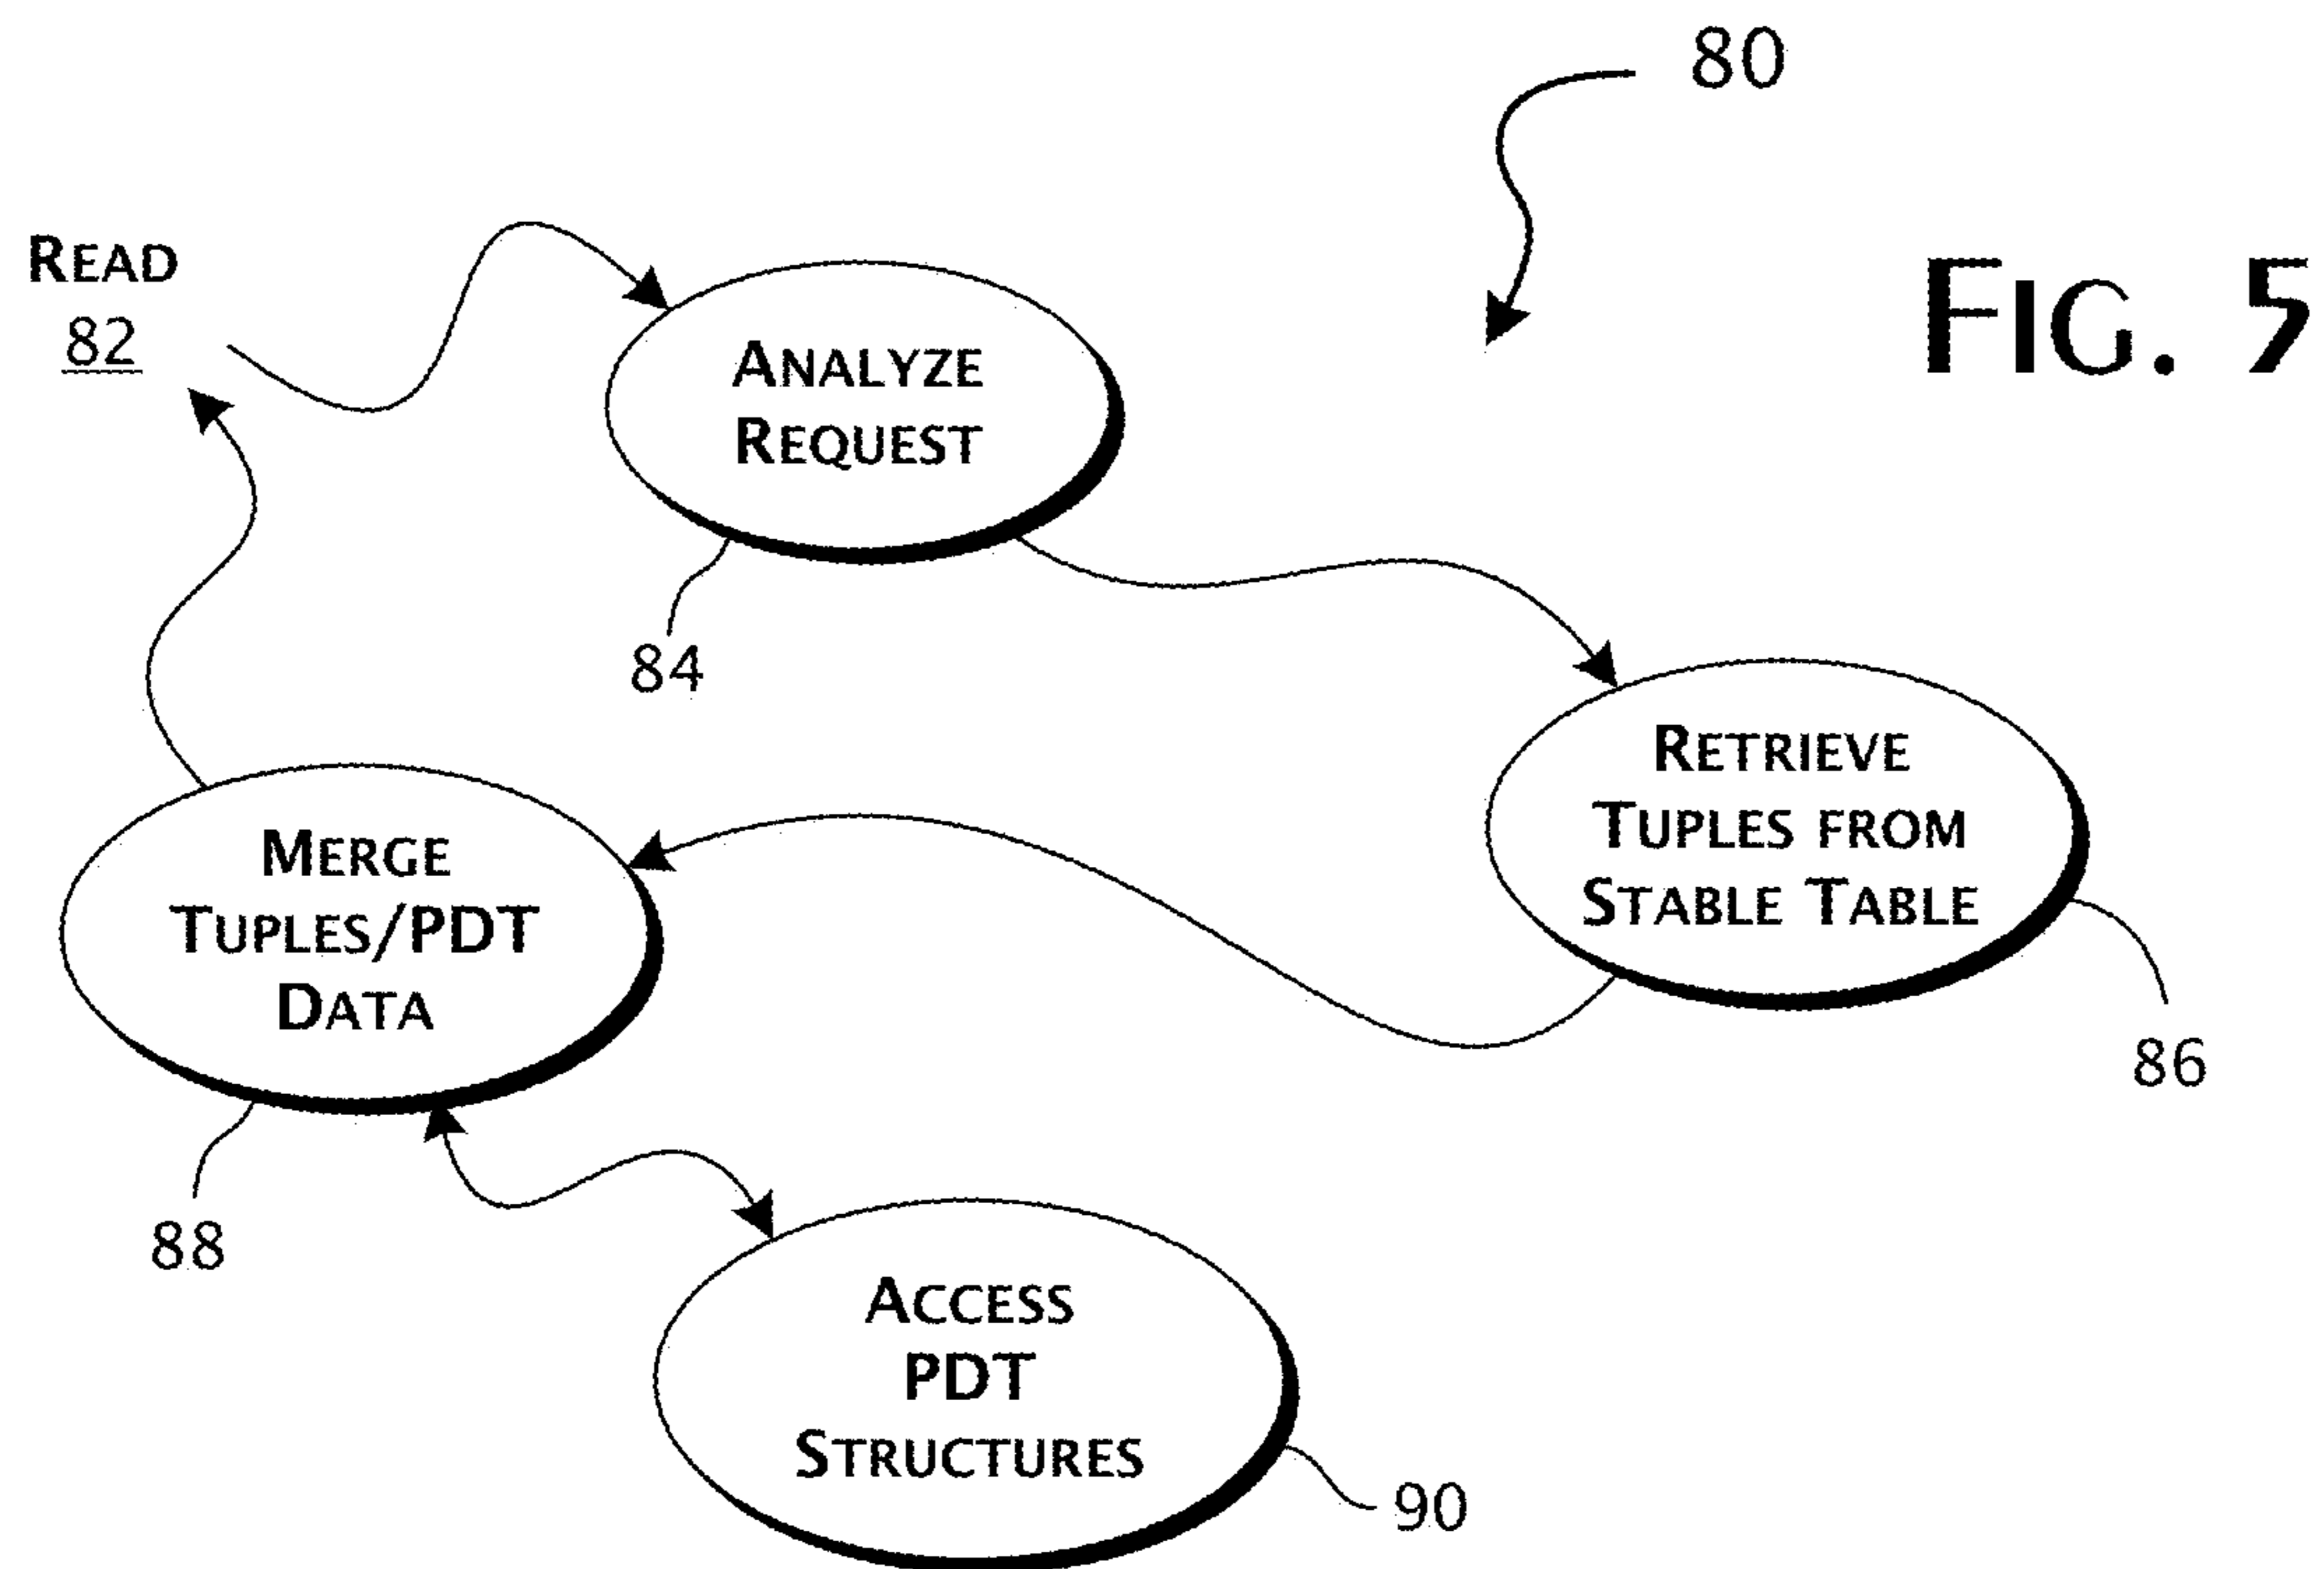 80
FIG. 5
READ
82
ANALYZE
REQUEST
84
RETRIEVE
TUPLES FROM
STABLE TABLE
86
MERGE
TUPLES/PDT
DATA
88
ACCESS
PDT
STRUCTURES
90